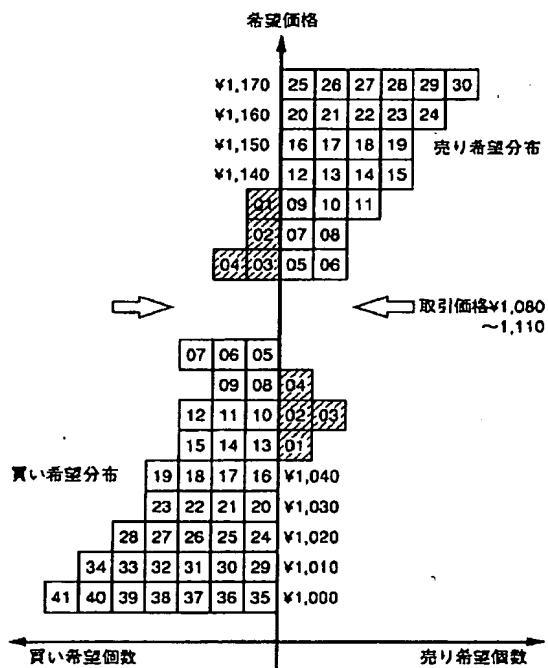 希望価格
¥1,170 25 26 27 28 29 30
¥1,160 20 21 22 23 24
¥1,150 16 17 18 19
売り希望分布
¥1,140 12 13 14 15
01 09 10 11
02 07 08
04 03 05 06
取引価格¥1,080
～1,110
07 06 05
09 08 04
12 11 10 02 03
15 14 13 01
買い希望分布
19 18 17 16 ¥1,040
23 22 21 20 ¥1,030
28 27 26 25 24 ¥1,020
34 33 32 31 30 29 ¥1,010
41 40 39 38 37 36 35 ¥1,000
買い希望個数
売り希望個数